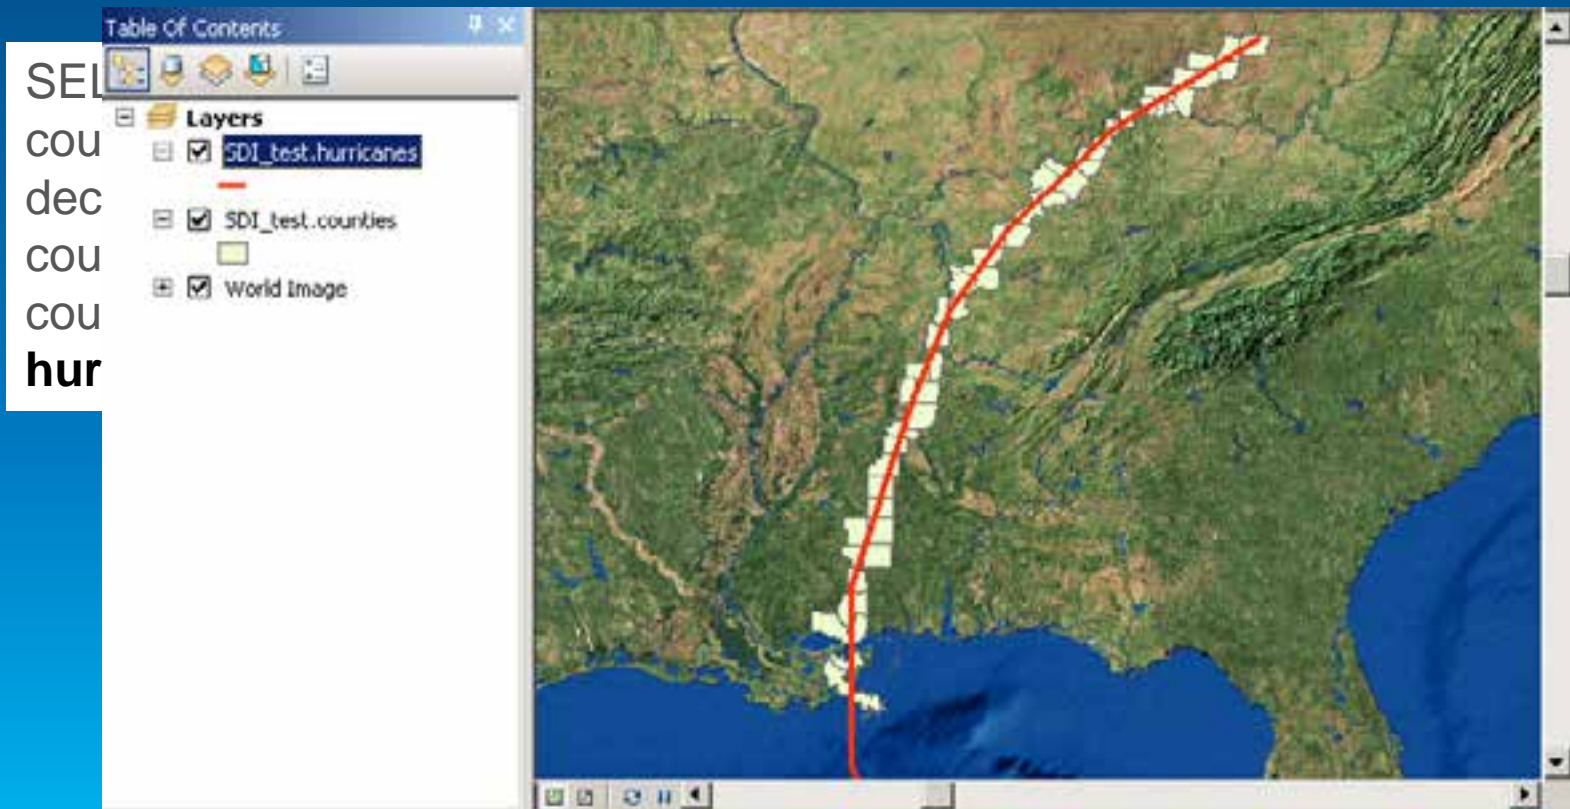 Table Of Contents
SEL
cou
dec
cou
cou
hur
Layers
SDI_test.hurricanes
SDI_test.counties
World Image